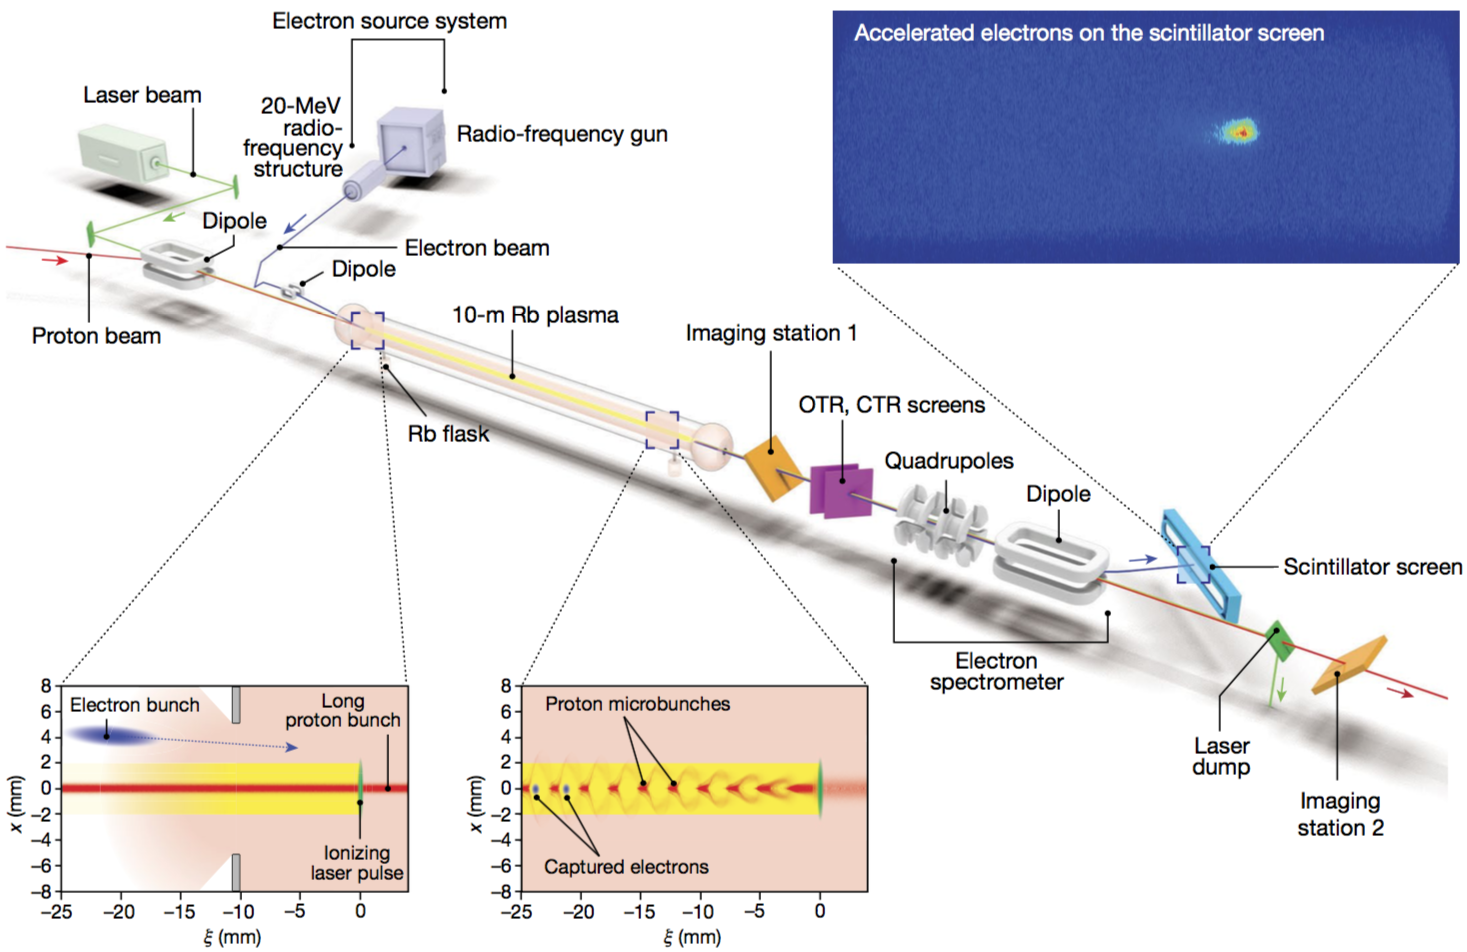 Electron source system
Laser beam
20-MeV
radio-
frequency
structure
Radio-frequency gun
Dipole
Electron beam
Dipole
Proton beam
10-m Rb plasma
Rb flask
Imaging station 1
OTR, CTR screens
Quadrupoles
Dipole
Accelerated electrons on the scintillator screen
Scintillator screen
Electron
spectrometer
Laser
dump
Imaging
station 2
8
6
4
2
0
−2
−4
−6
−8
x (mm)
Electron bunch
Long
proton bunch
Ionizing
laser pulse
−25
−20
−15
−10
−5
0
ξ (mm)
8
6
4
2
0
−2
−4
−6
−8
x (mm)
Proton microbunches
Captured electrons
−25
−20
−15
−10
−5
0
ξ (mm)